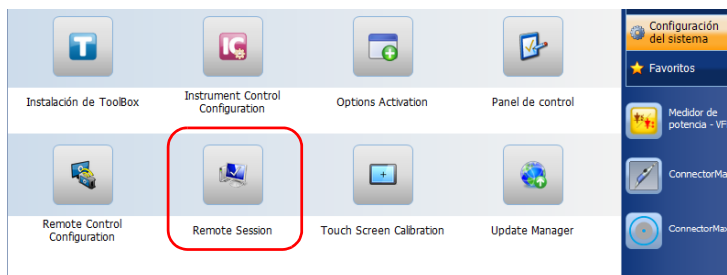 Instalación de ToolBox
Instrument Control
Configuration
Options Activation
Panel de control
Remote Control
Configuration
Remote Session
Touch Screen Calibration
Update Manager
Configuración
del sistema
Favoritos
Medidor de
potencia - VF
ConnectorMa
ConnectorMax